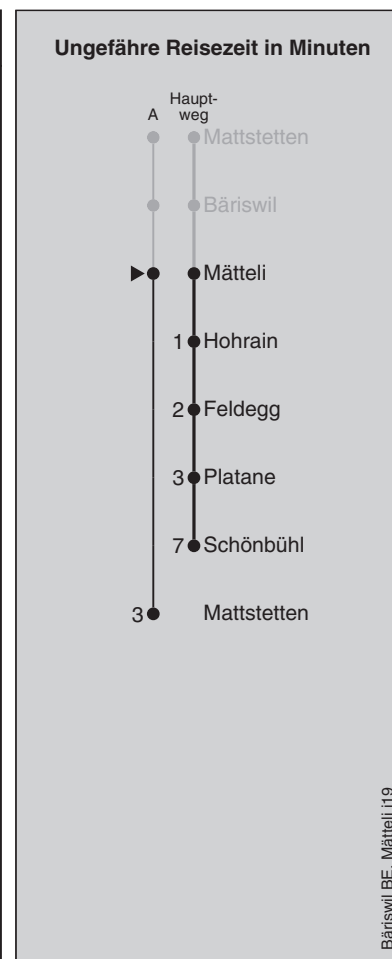 Ungefähre Reisezeit in Minuten
A Haupt-
weg
Mattstetten
Bäriswil
Mätteli
1 Hohrain
2 Feldegg
3 Platane
7 Schönbühl
3 Mattstetten
Bäriswil BE, Mätteli j19